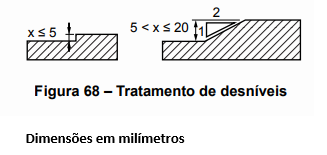 x ≤ 5
5 < x ≤ 20
2
1
Figura 68 – Tratamento de desníveis
Dimensões em milímetros